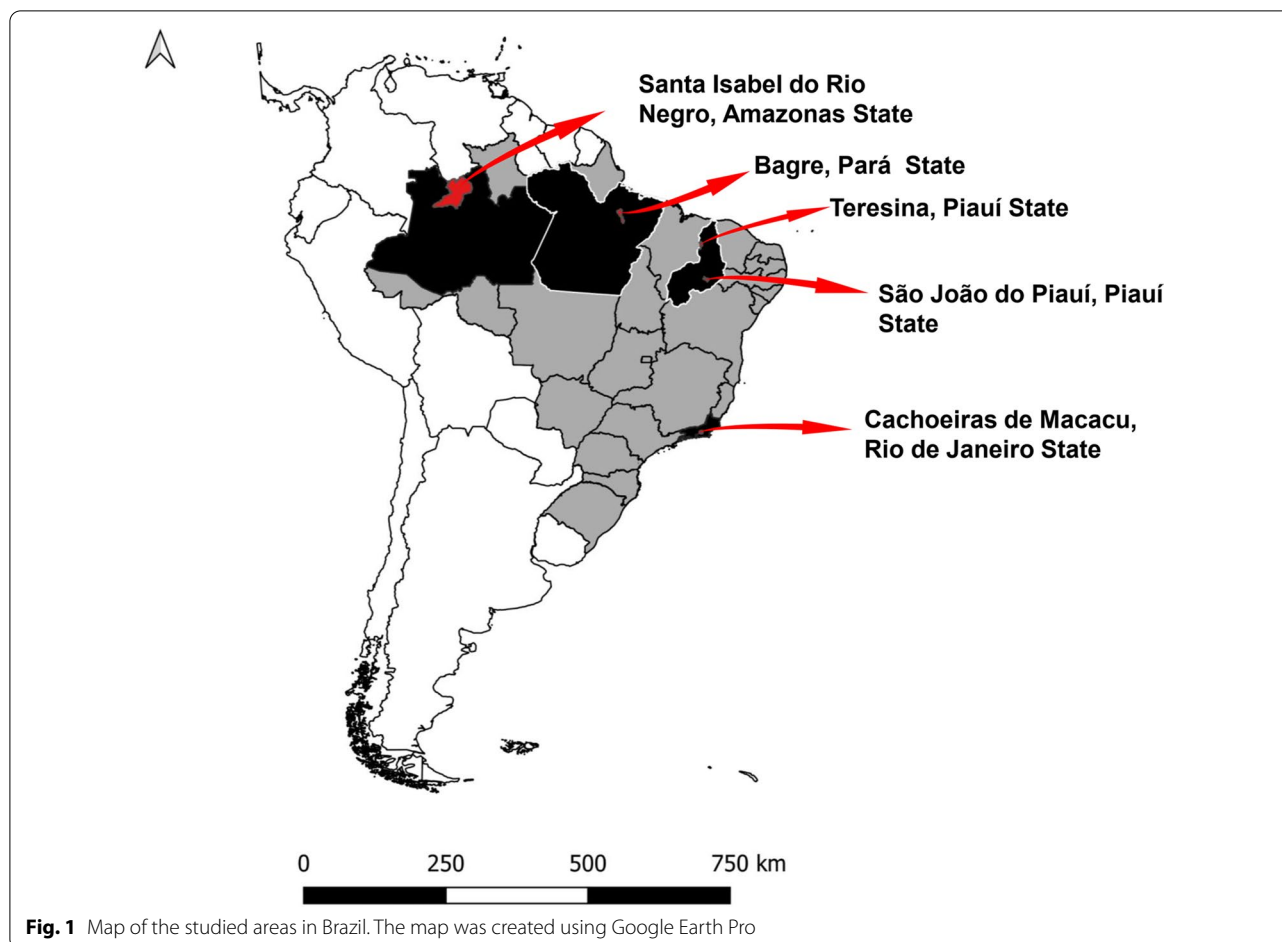 Santa Isabel do Rio
Negro, Amazonas State
Bagre, Pará State
Teresina, Piauí State
São João do Piauí, Piauí
State
Cachoeiras de Macacu,
Rio de Janeiro State
0 250 500 750 km
Fig. 1 Map of the studied areas in Brazil. The map was created using Google Earth Pro